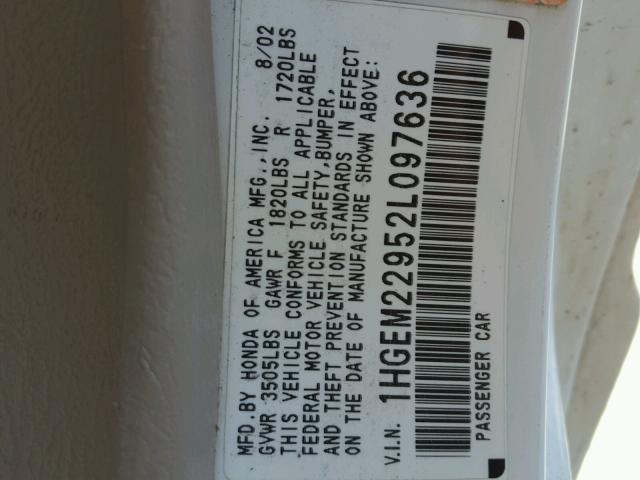 MFD.BY HONDA OF AMERICA MFG.,INC. 8/02
GVWR 3505LBS GAWR F 1820LBS R 1720LBS
THIS VEHICLE CONFORMS TO ALL APPLICABLE
FEDERAL MOTOR VEHICLE SAFETY,BUMPER,
AND THEFT PREVENTION STANDARDS IN EFFECT
ON THE DATE OF MANUFACTURE SHOWN ABOVE:
V.I.N. 1HGEM22952L097636
PASSENGER CAR